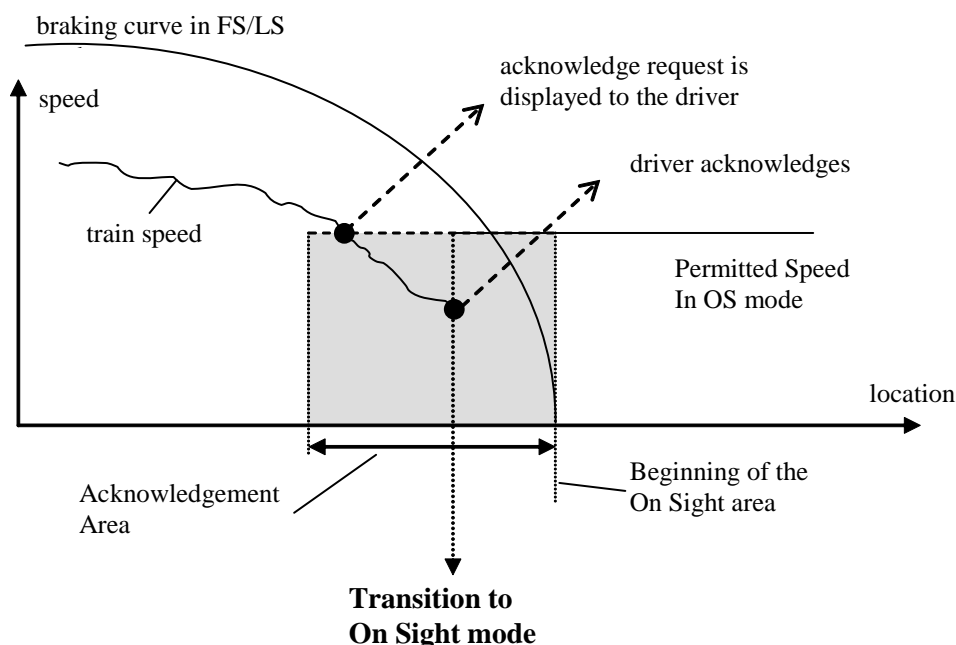 braking curve in FS/LS
acknowledge request is
displayed to the driver
speed
driver acknowledges
train speed
Permitted Speed
In OS mode
location
Acknowledgement
Area
Beginning of the
On Sight area
Transition to
On Sight mode